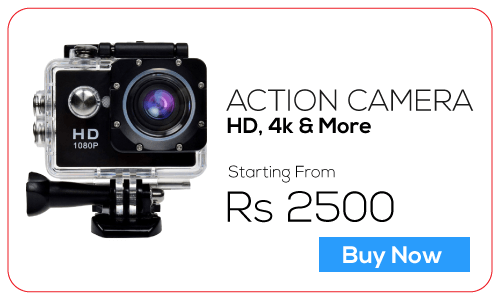 HD
1080P
ACTION CAMERA
HD, 4k & More
Starting From
Rs 2500
Buy Now